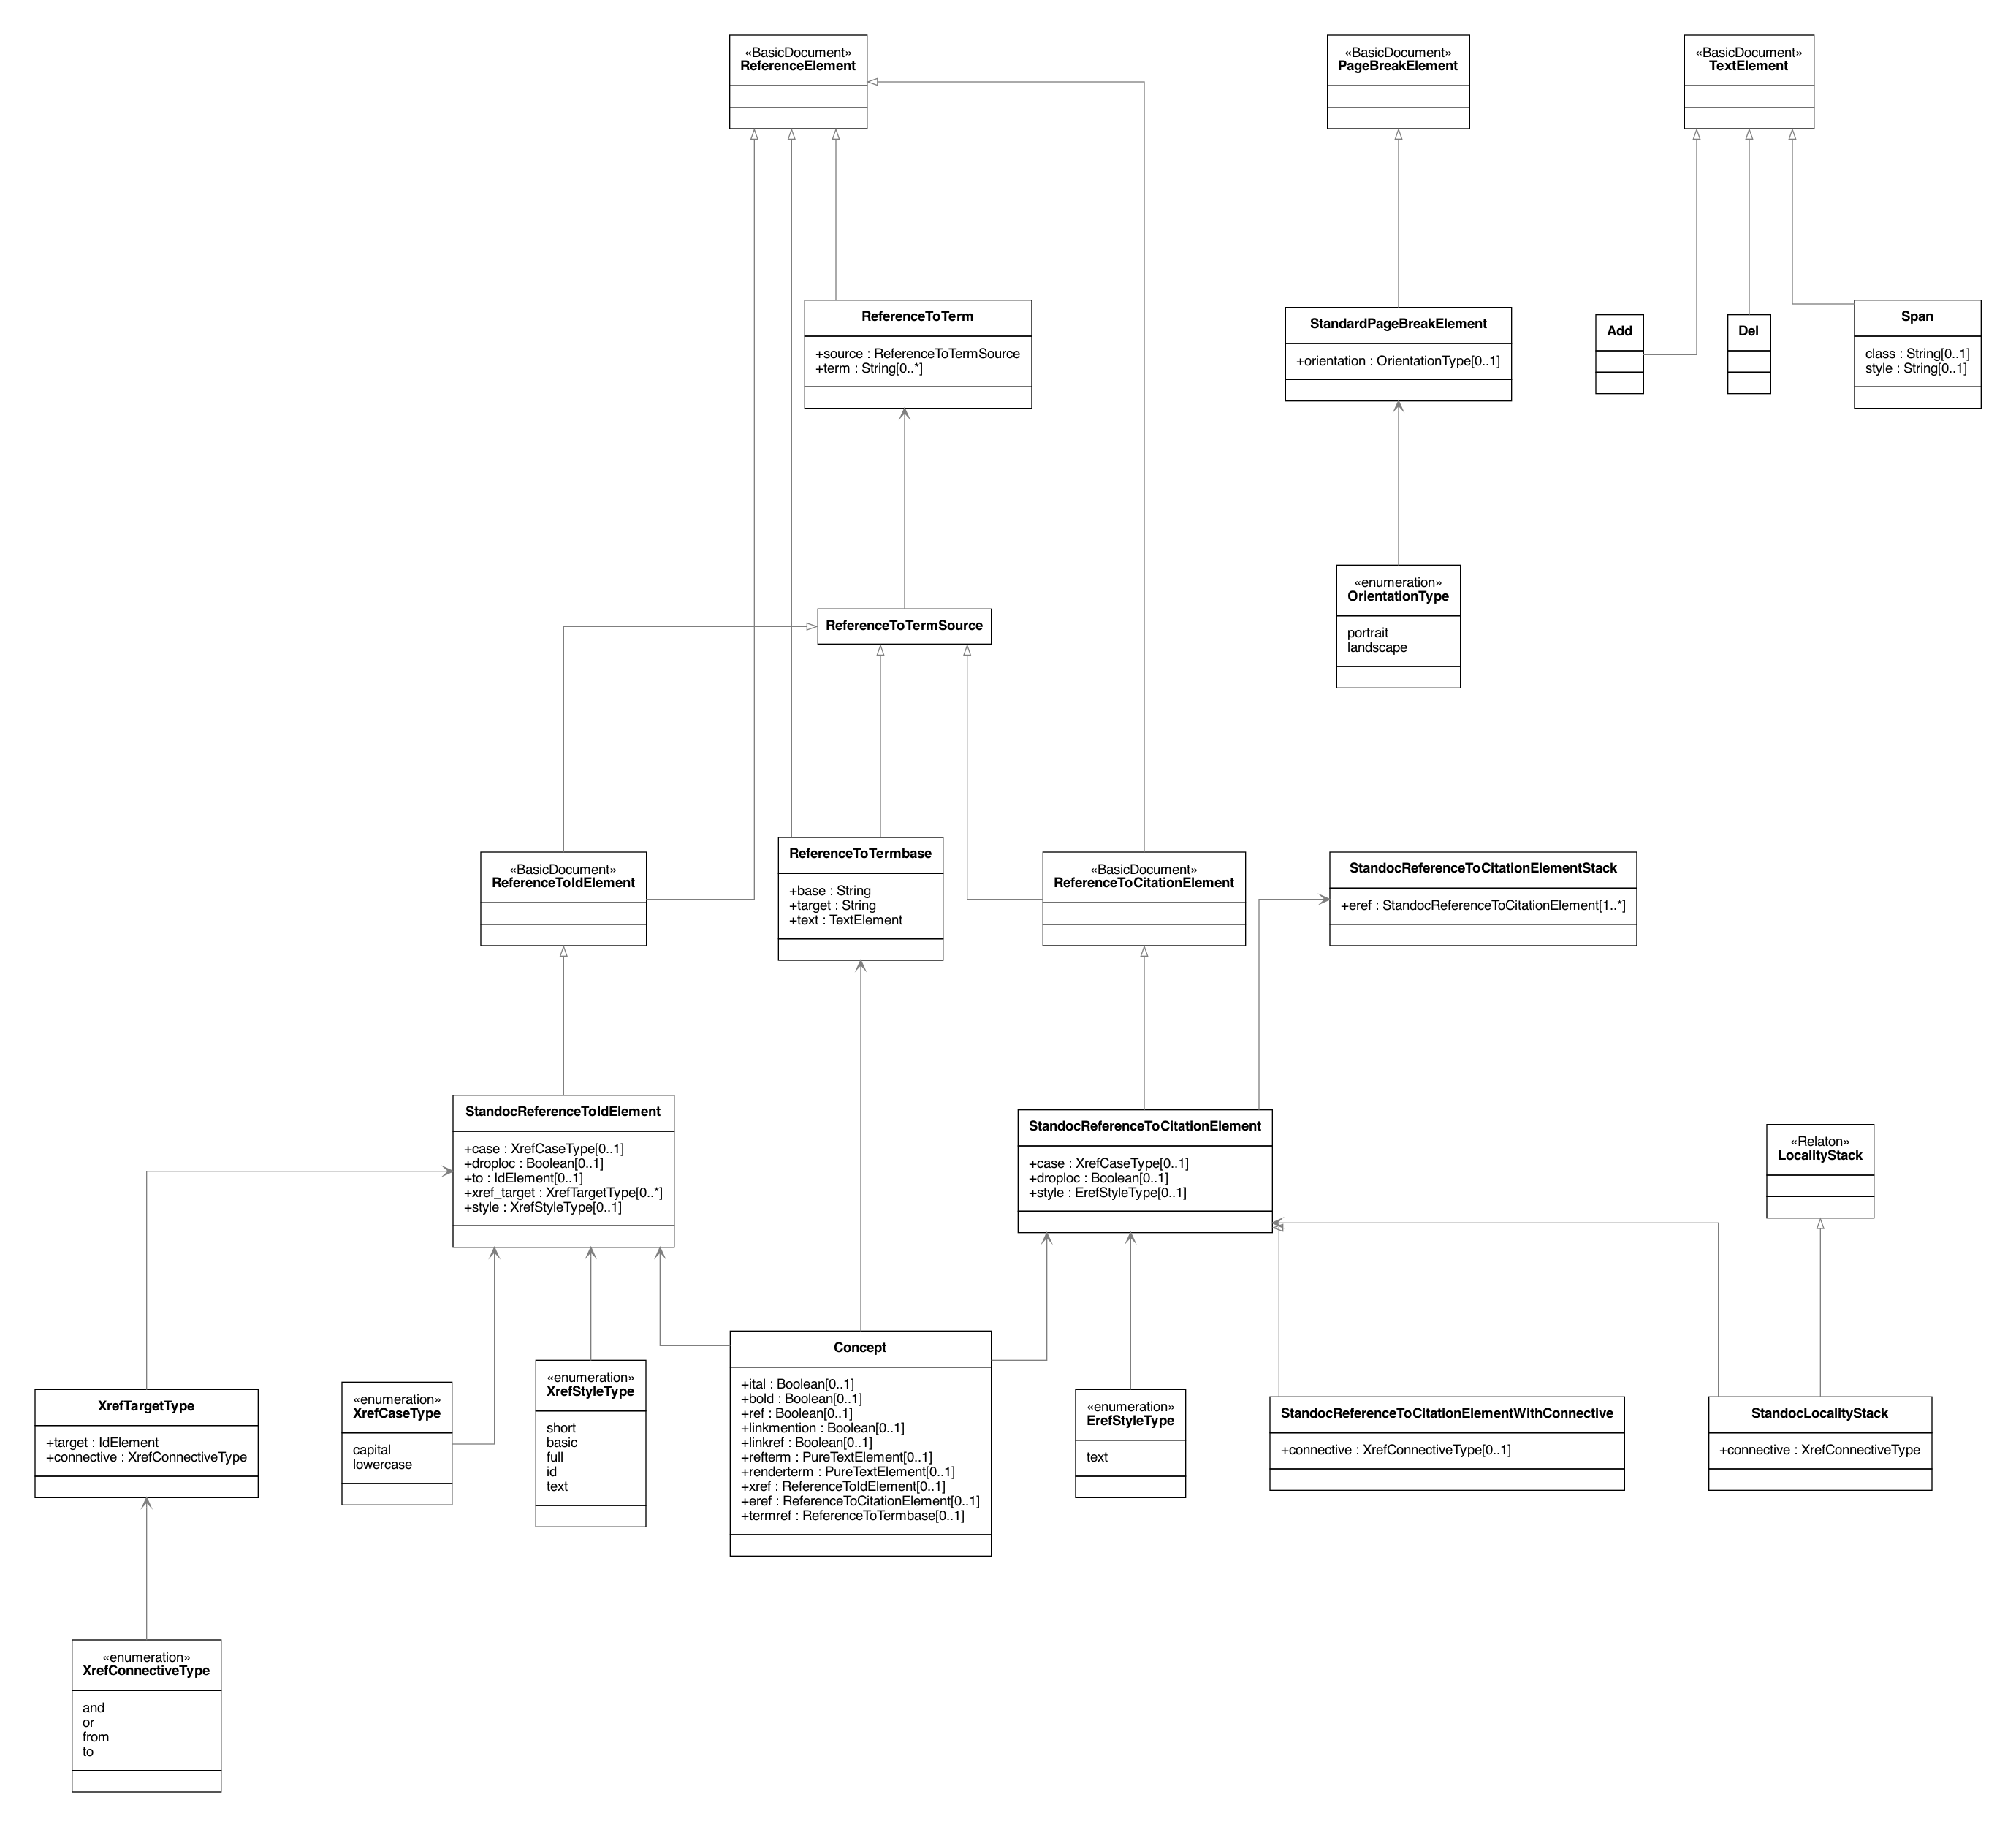 «BasicDocument»
ReferenceElement
«BasicDocument»
PageBreakElement
«BasicDocument»
TextElement
ReferenceToTerm
+source : ReferenceToTermSource
+term : String[0..*]
StandardPageBreakElement
+orientation : OrientationType[0..1]
Add
Del
Span
class : String[0..1]
style : String[0..1]
«enumeration»
OrientationType
portrait
landscape
ReferenceToTermSource
«BasicDocument»
ReferenceToIdElement
ReferenceToTermbase
+base : String
+target : String
+text : TextElement
«BasicDocument»
ReferenceToCitationElement
StandocReferenceToCitationElementStack
+eref : StandocReferenceToCitationElement[1..*]
StandocReferenceToIdElement
+case : XrefCaseType[0..1]
+droploc : Boolean[0..1]
+to : IdElement[0..1]
+xref_target : XrefTargetType[0..*]
+style : XrefStyleType[0..1]
StandocReferenceToCitationElement
+case : XrefCaseType[0..1]
+droploc : Boolean[0..1]
+style : ErefStyleType[0..1]
«Relaton»
LocalityStack
XrefTargetType
+target : IdElement
+connective : XrefConnectiveType
«enumeration»
XrefCaseType
capital
lowercase
«enumeration»
XrefStyleType
short
basic
full
id
text
Concept
+ital : Boolean[0..1]
+bold : Boolean[0..1]
+ref : Boolean[0..1]
+linkmention : Boolean[0..1]
+linkref : Boolean[0..1]
+refterm : PureTextElement[0..1]
+renderterm : PureTextElement[0..1]
+xref : ReferenceToIdElement[0..1]
+eref : ReferenceToCitationElement[0..1]
+termref : ReferenceToTermbase[0..1]
«enumeration»
ErefStyleType
text
StandocReferenceToCitationElementWithConnective
+connective : XrefConnectiveType[0..1]
StandocLocalityStack
+connective : XrefConnectiveType
«enumeration»
XrefConnectiveType
and
or
from
to